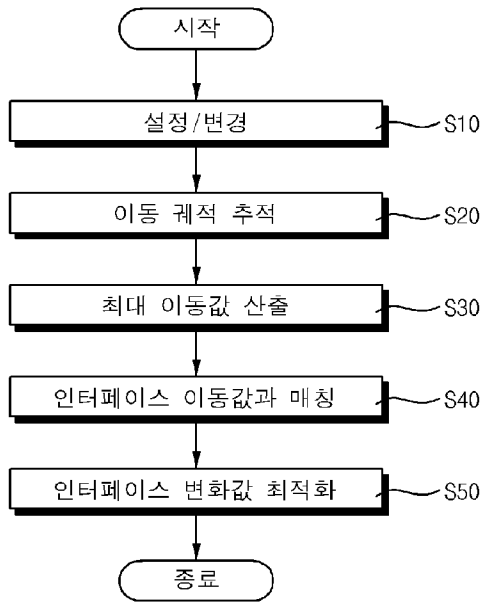 시작
설정/변경
S10
이동 궤적 추적
S20
최대 이동값 산출
S30
인터페이스 이동값과 매칭
S40
인터페이스 변화값 최적화
S50
종료